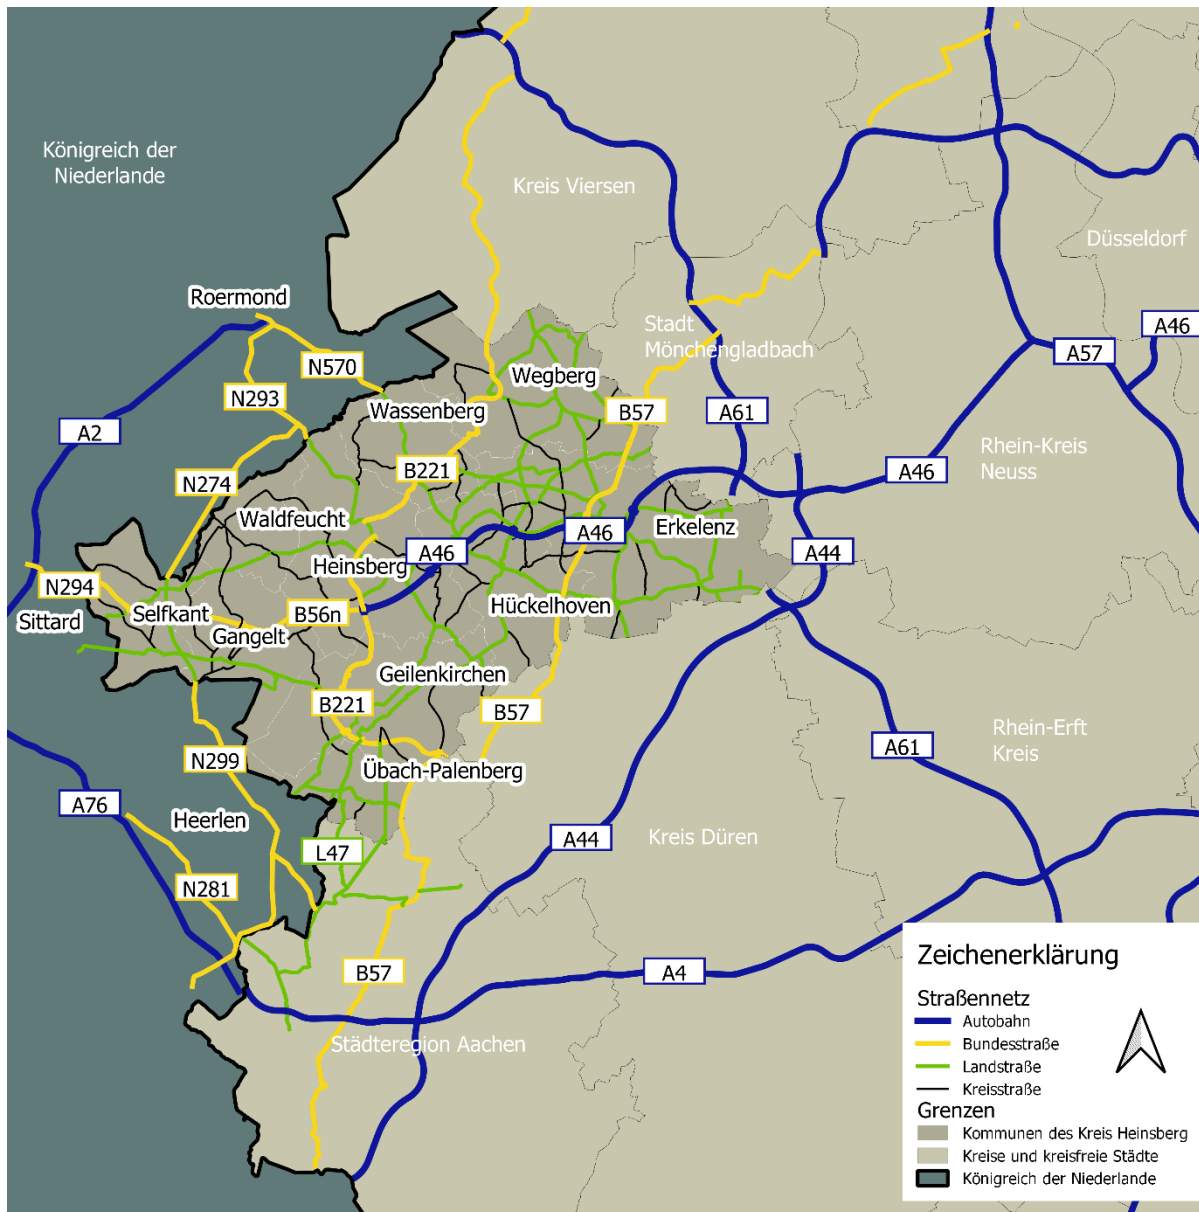 Königreich der
Niederlande
Kreis Viersen
Düsseldorf
Roermond
Stadt
Mönchengladbach
A46
A57
N570
Wegberg
N293
Wassenberg
B57
A61
A2
Rhein-Kreis
Neuss
B221
A46
N274
Waldfeucht
Erkelenz
A46
A46
A44
Heinsberg
N294
Sittard
Selfkant
B56n
Hückelhoven
Gangelt
Geilenkirchen
B221
B57
Rhein-Erft
Kreis
A61
N299
Übach-Palenberg
A76
Heerlen
A44
Kreis Düren
L47
N281
B57
A4
Städteregion Aachen
Zeichenerklärung
Straßennetz
Autobahn
Bundesstraße
Landstraße
Kreisstraße
Grenzen
Kommunen des Kreis Heinsberg
Kreise und kreisfreie Städte
Königreich der Niederlande